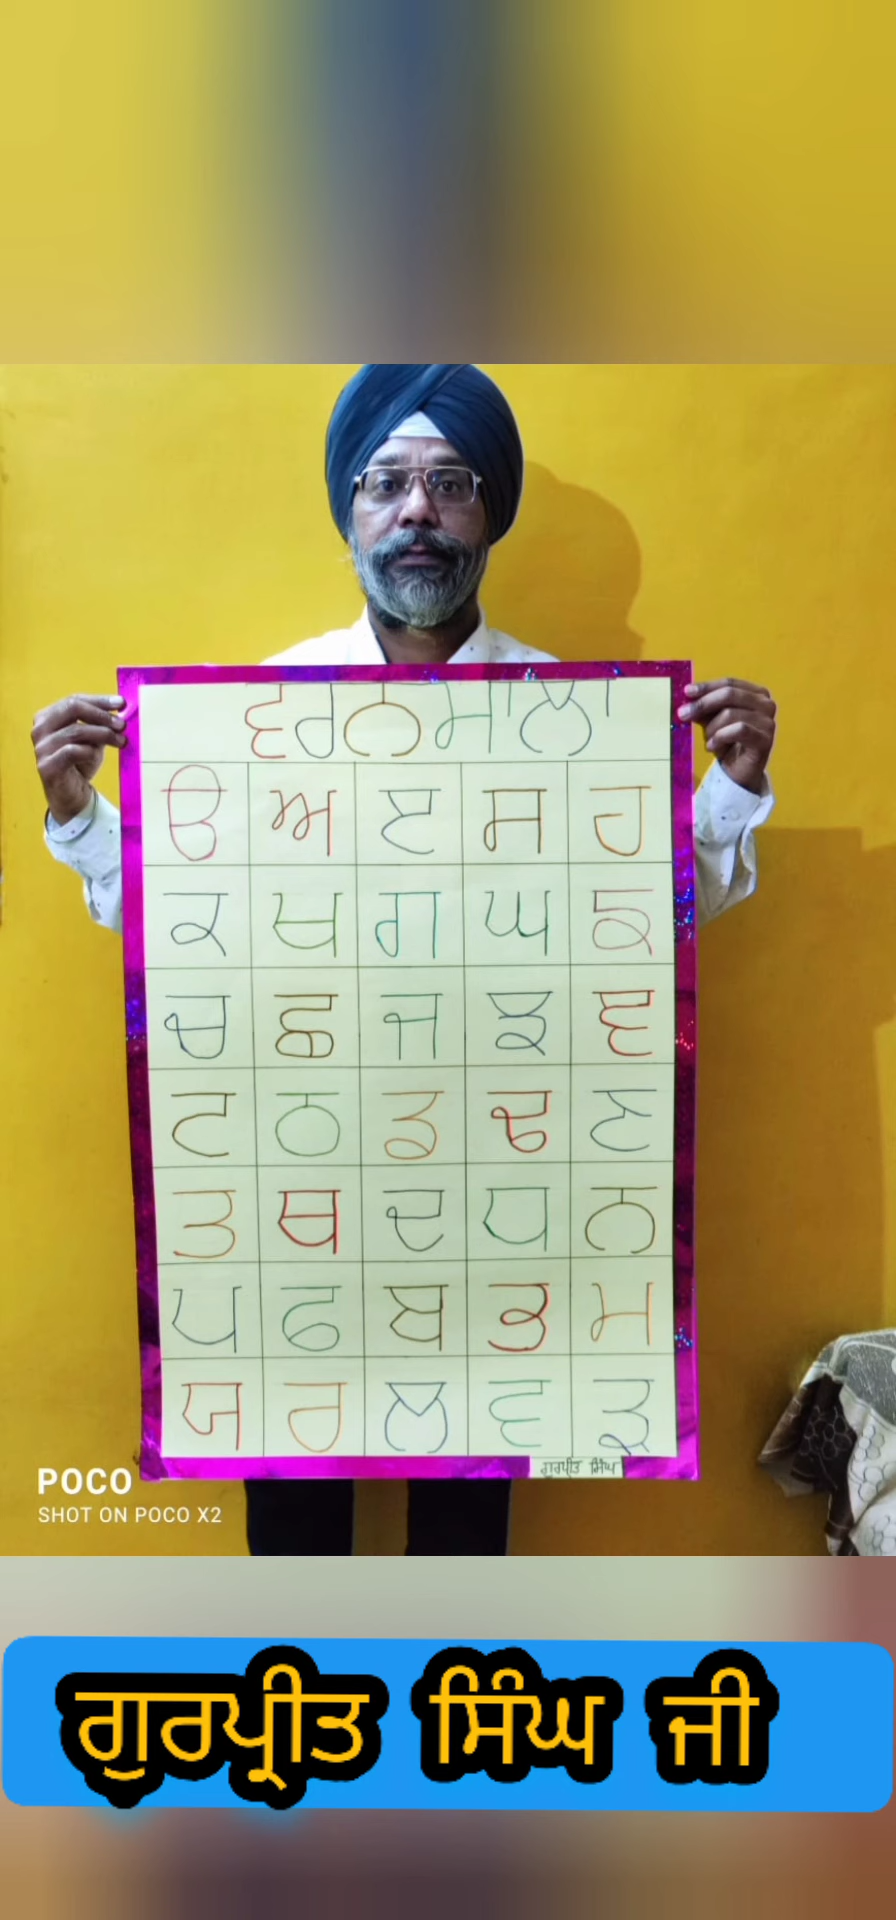 ਵਰਨਮਾਲਾ
ੳ ਅ ੲ ਸ ਹ
ਕ ਖ ਗ ਘ ਙ
ਚ ਛ ਜ ਝ ਞ
ਟ ਠ ਡ ਢ ਣ
ਤ ਥ ਦ ਧ ਨ
ਪ ਫ ਬ ਭ ਮ
ਯ ਰ ਲ ਵ ੜ
ਗੁਰਪ੍ਰੀਤ ਸਿੰਘ
POCO
SHOT ON POCO X2
ਗੁਰਪ੍ਰੀਤ ਸਿੰਘ ਜੀ